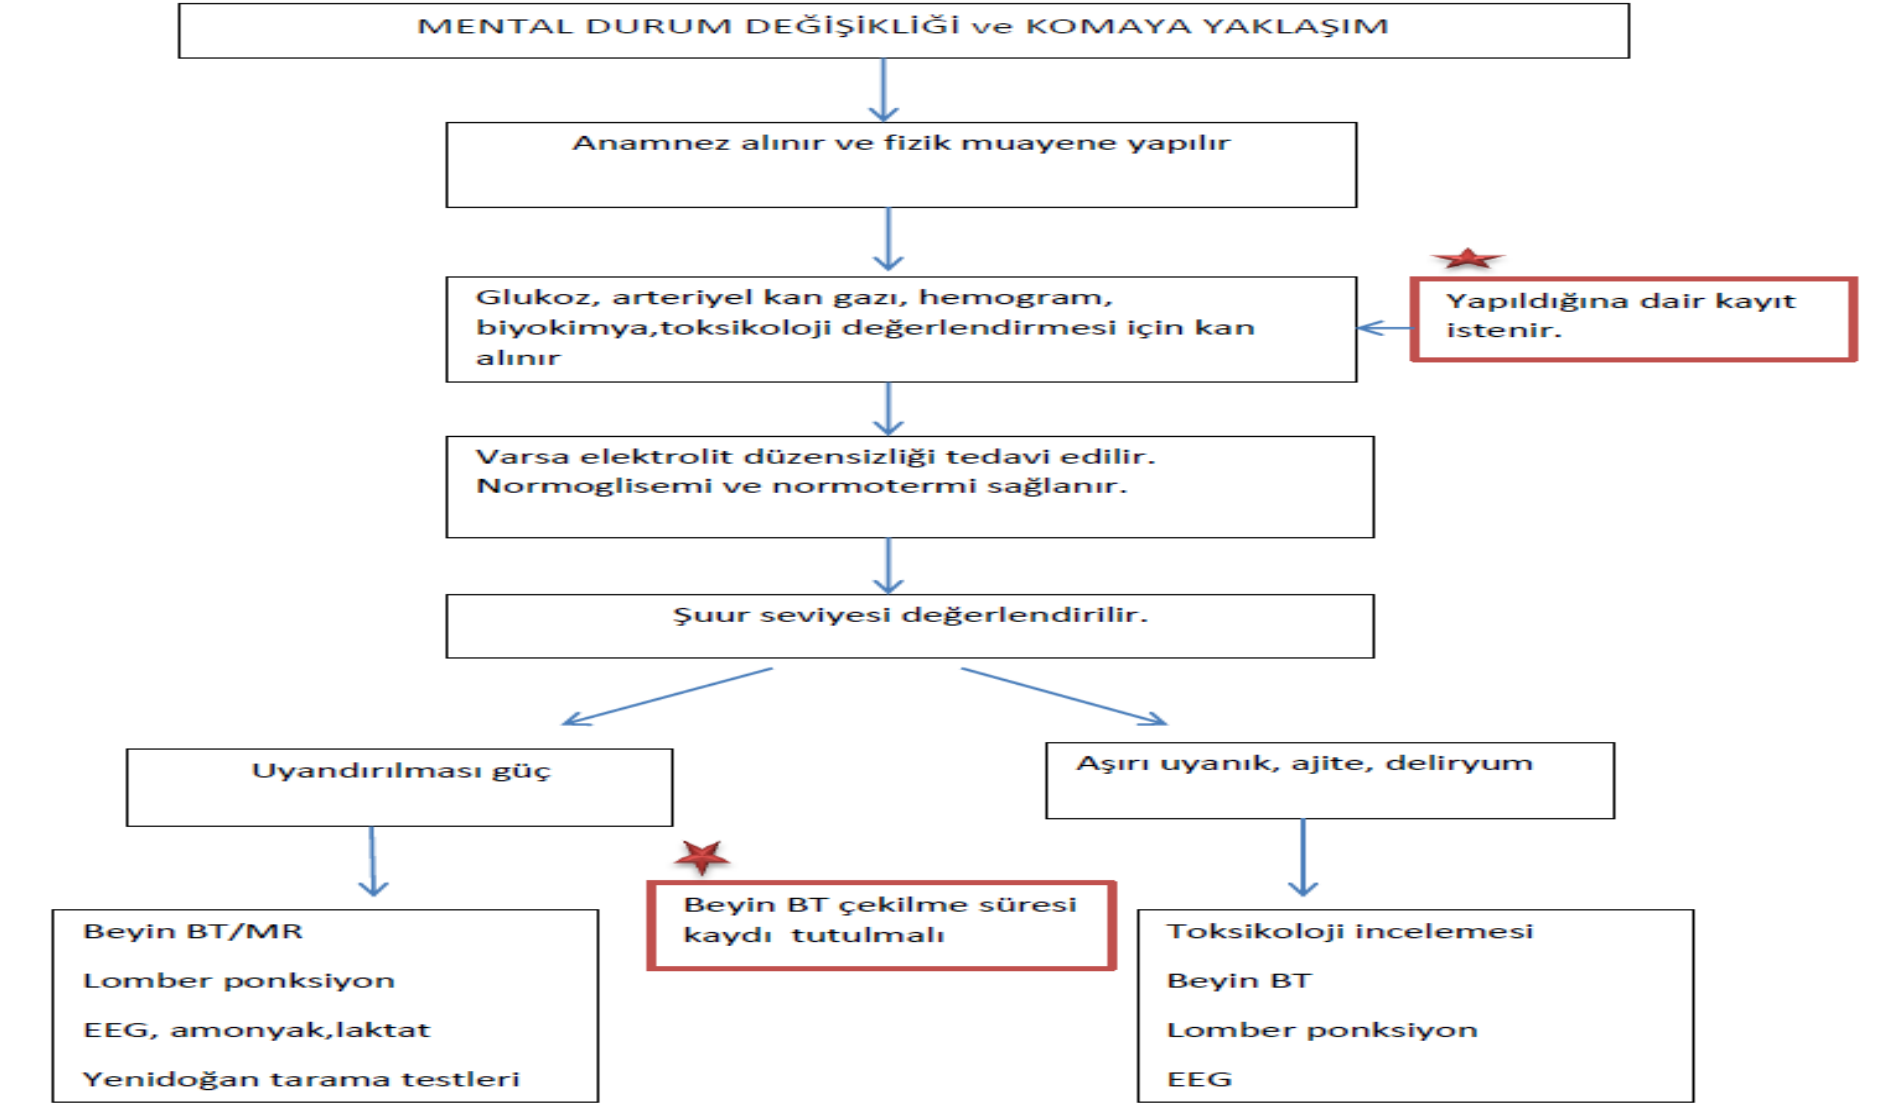 MENTAL DURUM DEĞİŞİKLİĞİ ve KOMAYA YAKLAŞIM
Anamnez alınır ve fizik muayene yapılır
Glukoz, arteriyel kan gazı, hemogram,
biyokimya,toksikoloji değerlendirmesi için kan
alınır
Yapıldığına dair kayıt
istenir.
Varsa elektrolit düzensizliği tedavi edilir.
Normoglisemi ve normotermi sağlanır.
Şuur seviyesi değerlendirilir.
Uyandırılması güç
Aşırı uyanık, ajite, deliryum
Beyin BT/MR
Lomber ponksiyon
EEG, amonyak,laktat
Yenidoğan tarama testleri
Beyin BT çekilme süresi
kaydı tutulmalı
Toksikoloji incelemesi
Beyin BT
Lomber ponksiyon
EEG